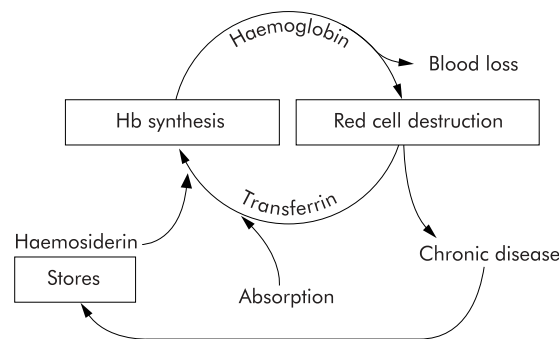 Haemoglobin
Blood loss
Hb synthesis
Red cell destruction
Transferrin
Haemosiderin
Stores
Absorption
Chronic disease